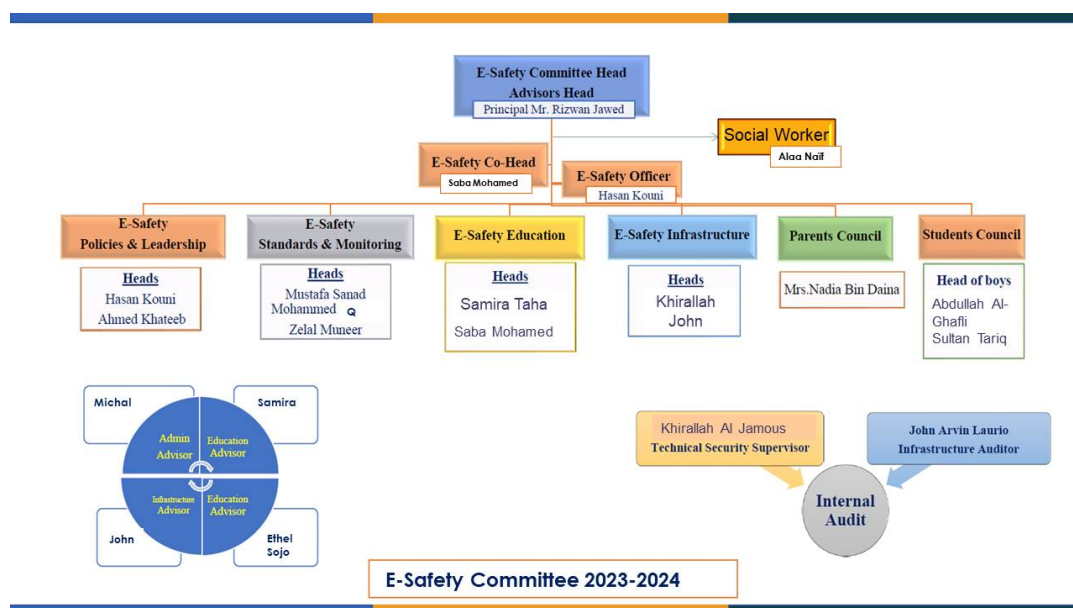 E-Safety Committee Head
Advisors Head
Principal Mr. Rizwan Jawed
Social Worker
Alaa Naif
E-Safety Co-Head
Saba Mohamed
E-Safety Officer
Hasan Kouni
E-Safety
Policies & Leadership
E-Safety
Standards & Monitoring
E-Safety Education
E-Safety Infrastructure
Parents Council
Students Council
Heads
Hasan Kouni
Ahmed Khateeb
Heads
Mustafa Sanad
Mohammed Q
Zelal Muneer
Heads
Samira Taha
Saba Mohamed
Heads
Khirallah
John
Mrs.Nadia Bin Daina
Head of boys
Abdullah Al-
Ghafli
Sultan Tariq
Michal
Samira
Admin
Advisor
Education
Advisor
Infrastructure
Advisor
Education
Advisor
John
Ethel
Sojo
Khirallah Al Jamous
Technical Security Supervisor
John Arvin Laurio
Infrastructure Auditor
Internal
Audit
E-Safety Committee 2023-2024